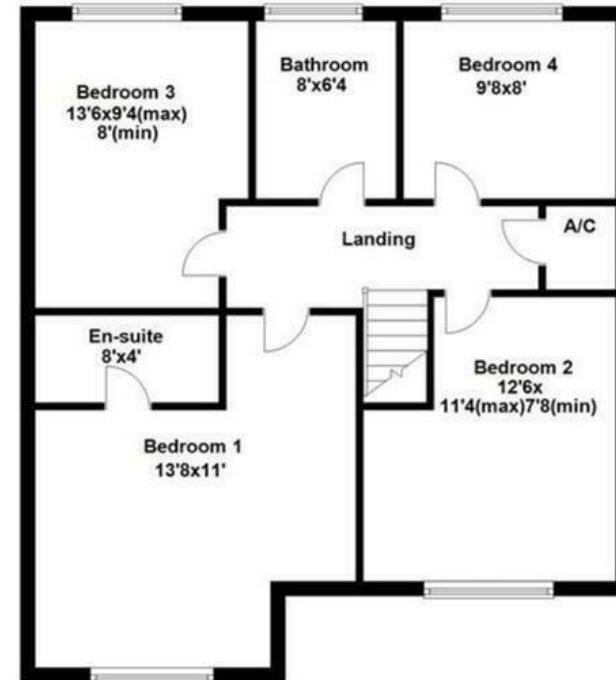 Bedroom 3
13'6x9'4(max)
8'(min)
Bathroom
8'x6'4
Bedroom 4
9'8x8'
Landing
A/C
En-suite
8'x4'
Bedroom 1
13'8x11'
Bedroom 2
12'6x
11'4(max)7'8(min)